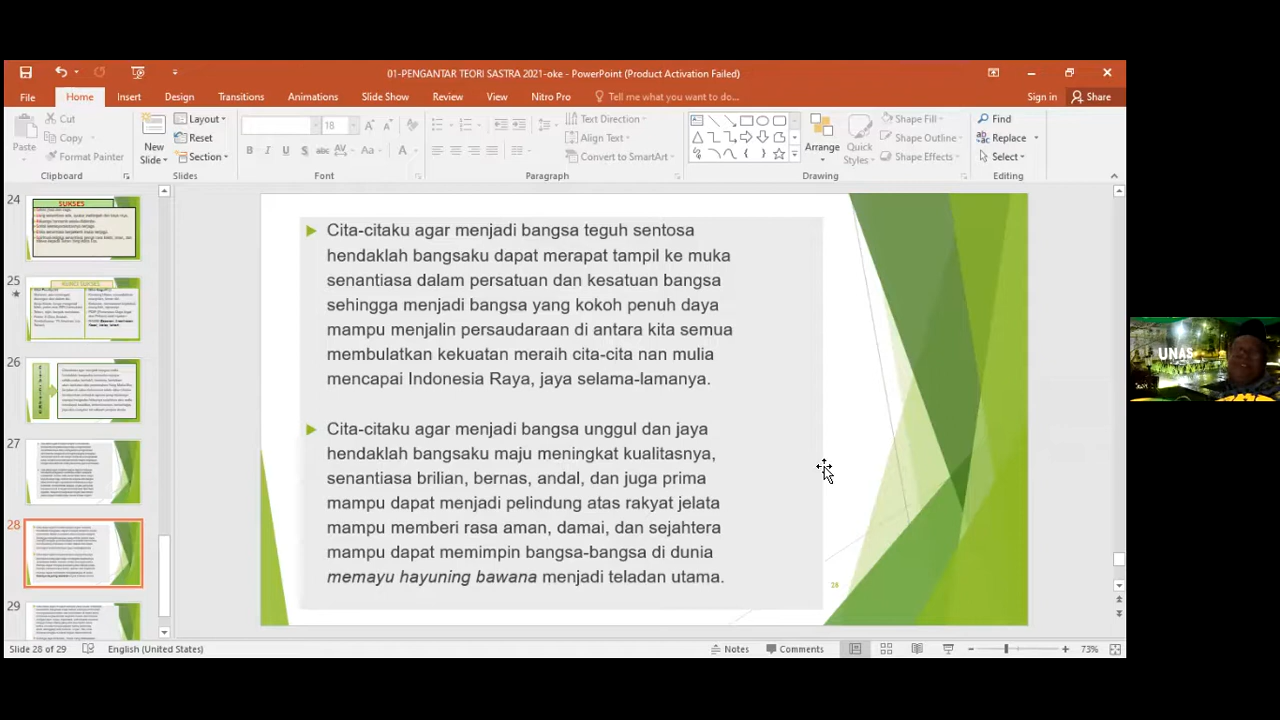 01-PENGANTAR TEORI SASTRA 2021-oke - PowerPoint (Product Activation Failed)
File Home Insert Design Transitions Animations Slide Show Review View Nitro Pro Tell me what you want to do... Sign in Share
Paste
Cut
Copy
Format Painter
Clipboard
New Slide
Layout
Reset
Section
Slides
18
B I U S abc AV Aa A
Font
Text Direction
Align Text
Convert to SmartArt
Paragraph
Arrange
Quick Styles
Shape Fill
Shape Outline
Shape Effects
Drawing
Find
Replace
Select
Editing
24
SUKSES
25
26
27
28
29
Cita-citaku agar menjadi bangsa teguh sentosa
hendaklah bangsaku dapat merapat tampil ke muka
senantiasa dalam persatuan dan kesatuan bangsa
sehingga menjadi bangsa yang kokoh penuh daya
mampu menjalin persaudaraan di antara kita semua
membulatkan kekuatan meraih cita-cita nan mulia
mencapai Indonesia Raya, jaya selama-lamanya.
Cita-citaku agar menjadi bangsa unggul dan jaya
hendaklah bangsaku maju meningkat kualitasnya,
senantiasa brilian, bernas, andal, dan juga prima
mampu dapat menjadi pelindung atas rakyat jelata
mampu memberi rasa aman, damai, dan sejahtera
mampu dapat memimpin bangsa-bangsa di dunia
memayu hayuning bawana menjadi teladan utama.
28
UNAS
Slide 28 of 29 English (United States) Notes Comments 73%